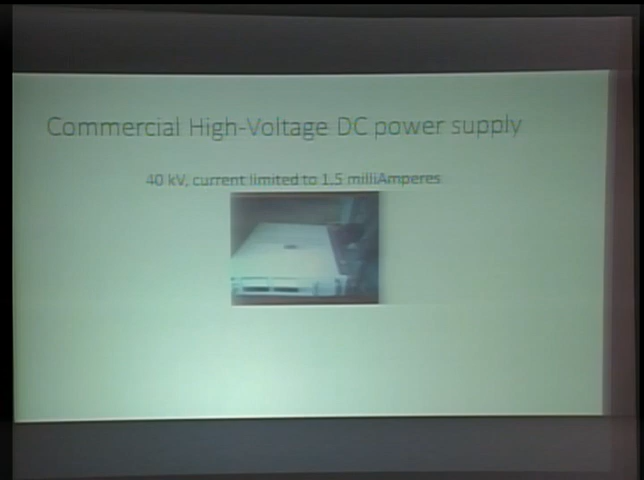 Commercial High-Voltage DC power supply
40 kV, current limited to 1.5 milliAmperes